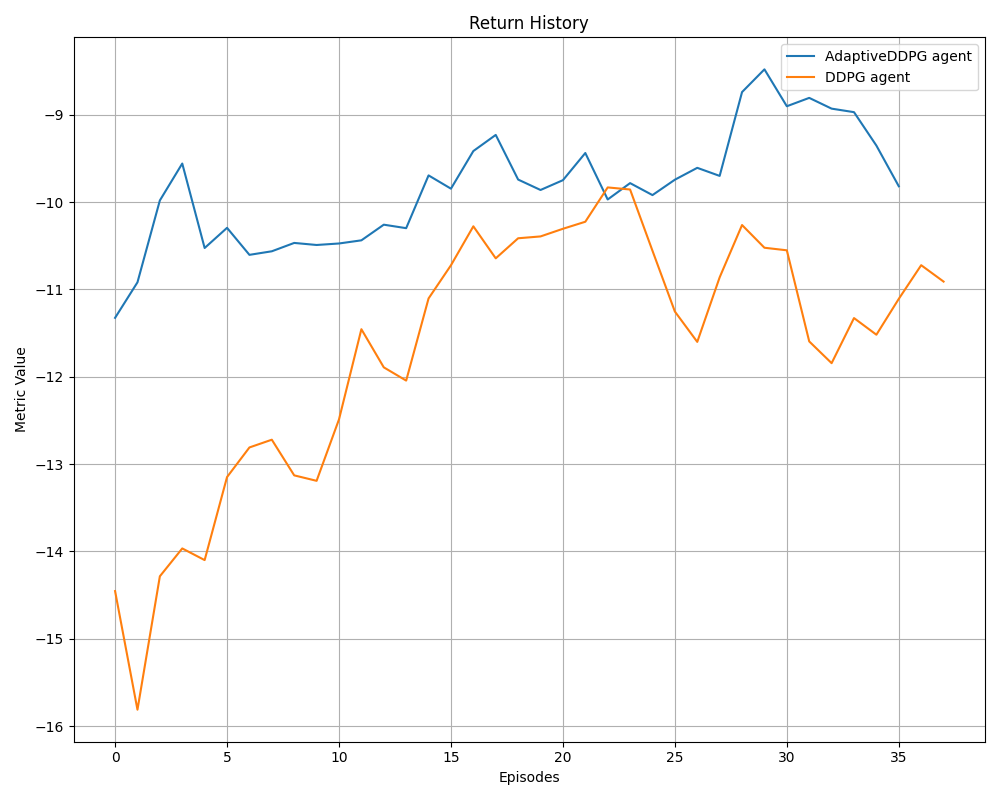 Return History
AdaptiveDDPG agent
DDPG agent
Metric Value
−9
−10
−11
−12
−13
−14
−15
−16
0 5 10 15 20 25 30 35
Episodes